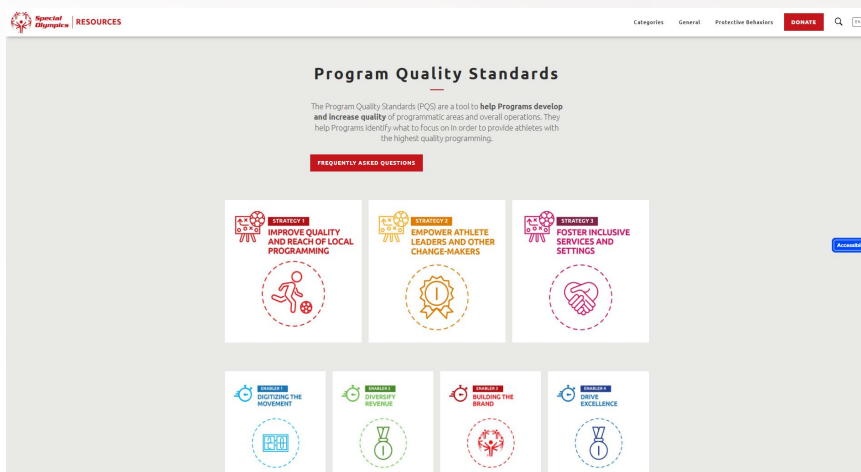 Special
Olympics
RESOURCES
Categories
General
Protective Behaviors
DONATE
Program Quality Standards
The Program Quality Standards (PQS) are a tool to help Programs develop
and increase quality of programmatic areas and overall operations. They
help Programs identify what to focus on in order to provide athletes with
the highest quality programming.
FREQUENTLY ASKED QUESTIONS
STRATEGY 1
IMPROVE QUALITY
AND REACH OF LOCAL
PROGRAMMING
STRATEGY 2
EMPOWER ATHLETE
LEADERS AND OTHER
CHANGE-MAKERS
STRATEGY 3
FOSTER INCLUSIVE
SERVICES AND
SETTINGS
ENABLER 1
DIGITIZING THE
MOVEMENT
ENABLER 2
DIVERSIFY
REVENUE
ENABLER 3
BUILDING THE
BRAND
ENABLER 4
DRIVE
EXCELLENCE